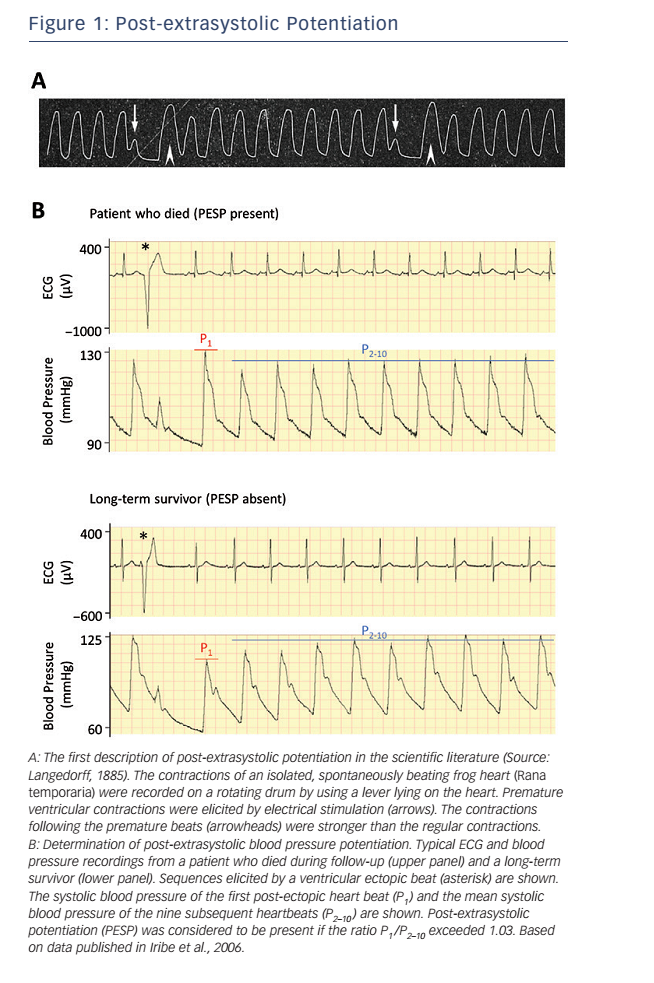 Figure 1: Post-extrasystolic Potentiation
A
B
Patient who died (PESP present)
400
*
ECG
(µV)
−1000
P1
P2-10
130
Blood Pressure
(mmHg)
90
Long-term survivor (PESP absent)
400
*
ECG
(µV)
−600
P2-10
125
P1
Blood Pressure
(mmHg)
60
A: The first description of post-extrasystolic potentiation in the scientific literature (Source:
Langedorff, 1885). The contractions of an isolated, spontaneously beating frog heart (Rana
temporaria) were recorded on a rotating drum by using a lever lying on the heart. Premature
ventricular contractions were elicited by electrical stimulation (arrows). The contractions
following the premature beats (arrowheads) were stronger than the regular contractions.
B: Determination of post-extrasystolic blood pressure potentiation. Typical ECG and blood
pressure recordings from a patient who died during follow-up (upper panel) and a long-term
survivor (lower panel). Sequences elicited by a ventricular ectopic beat (asterisk) are shown.
The systolic blood pressure of the first post-ectopic heart beat (P1) and the mean systolic
blood pressure of the nine subsequent heartbeats (P2–10) are shown. Post-extrasystolic
potentiation (PESP) was considered to be present if the ratio P1/P2–10 exceeded 1.03. Based
on data published in Iribe et al., 2006.